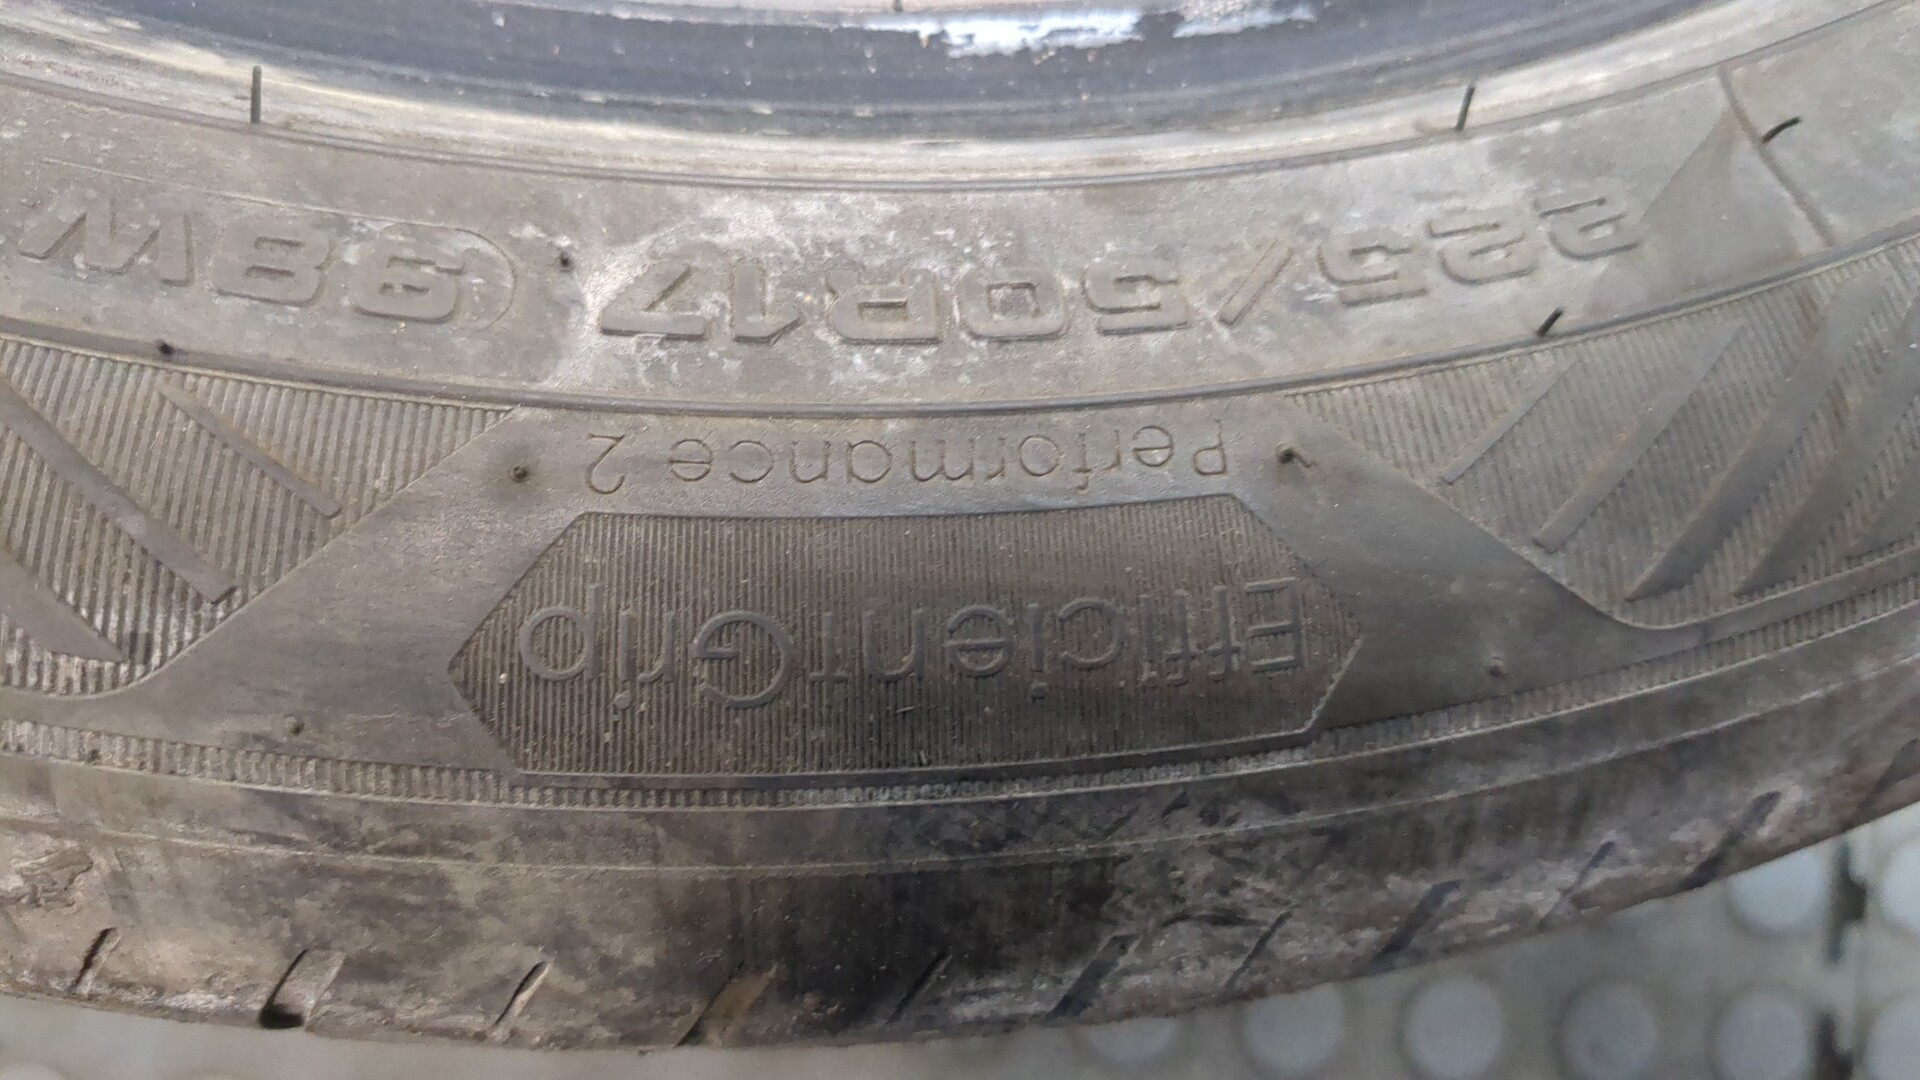 EfficientGrip
Performance 2
225/50R17 (98W